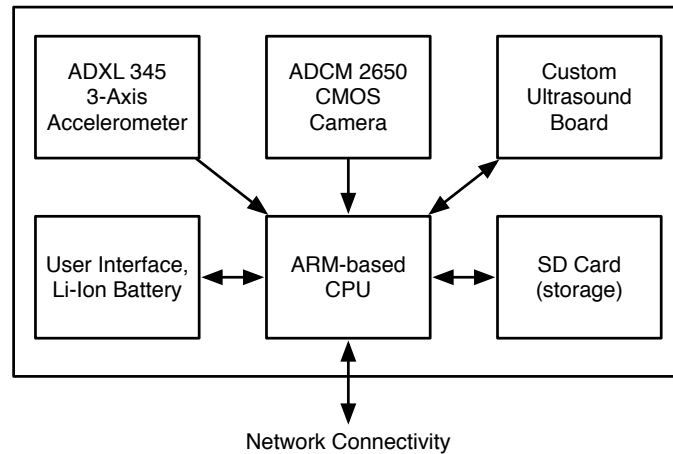 ADXL 345
3-Axis
Accelerometer
ADCM 2650
CMOS
Camera
Custom
Ultrasound
Board
User Interface,
Li-Ion Battery
ARM-based
CPU
SD Card
(storage)
Network Connectivity